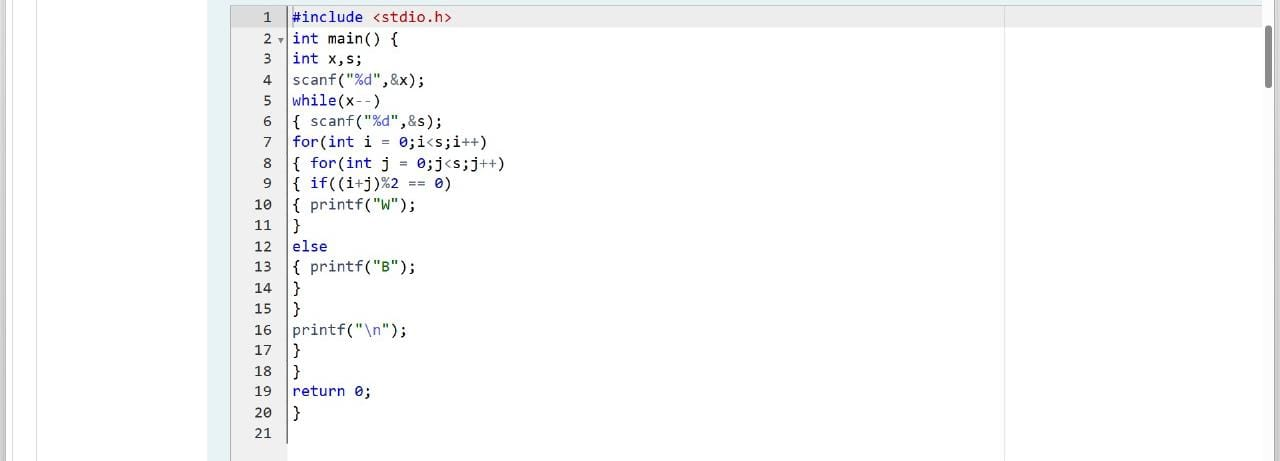 1 #include <stdio.h>
2 int main() {
3 int x,s;
4 scanf("%d",&x);
5 while(x--)
6 { scanf("%d",&s);
7 for(int i = 0;i<s;i++)
8 { for(int j = 0;j<s;j++)
9 { if((i+j)%2 == 0)
10 { printf("W");
11 }
12 else
13 { printf("B");
14 }
15 }
16 printf("\n");
17 }
18 }
19 return 0;
20 }
21